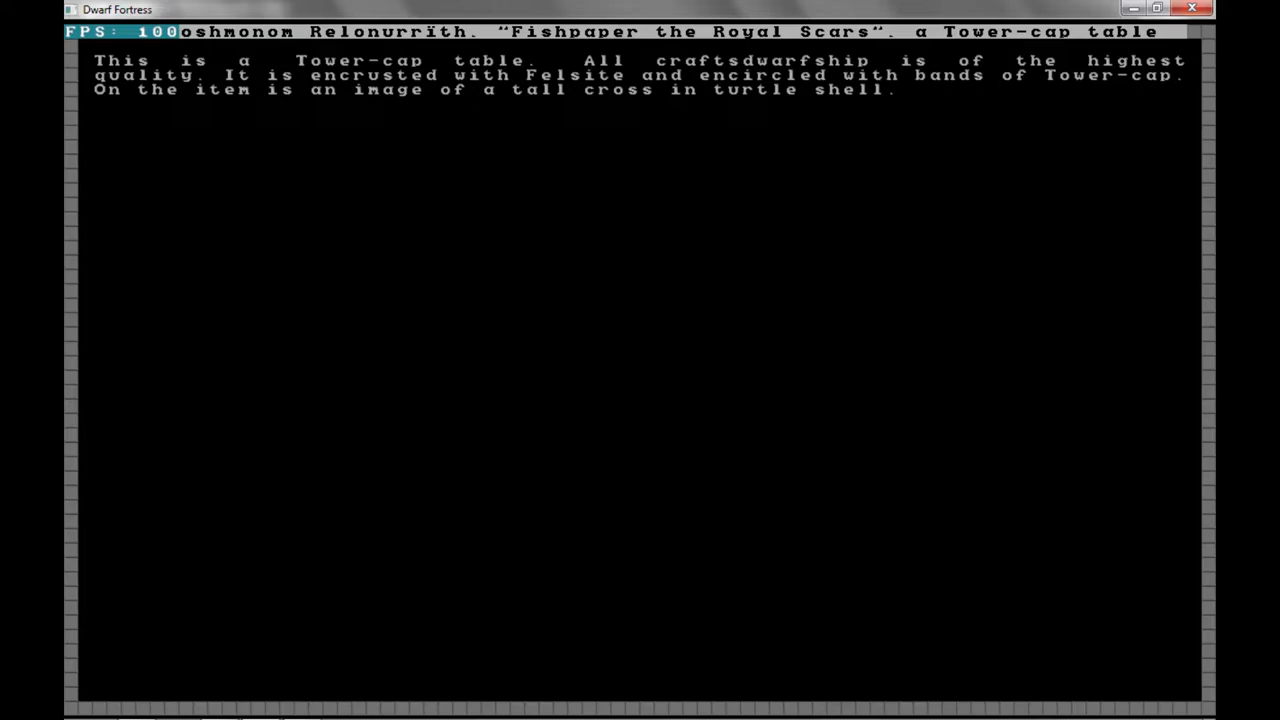 Dwarf Fortress
FPS: 100oshmonom Relonurrïth, "Fishpaper the Royal Scars", a Tower-cap table
This is a Tower-cap table. All craftsdwarfship is of the highest
quality. It is encrusted with Felsite and encircled with bands of Tower-cap.
On the item is an image of a tall cross in turtle shell.